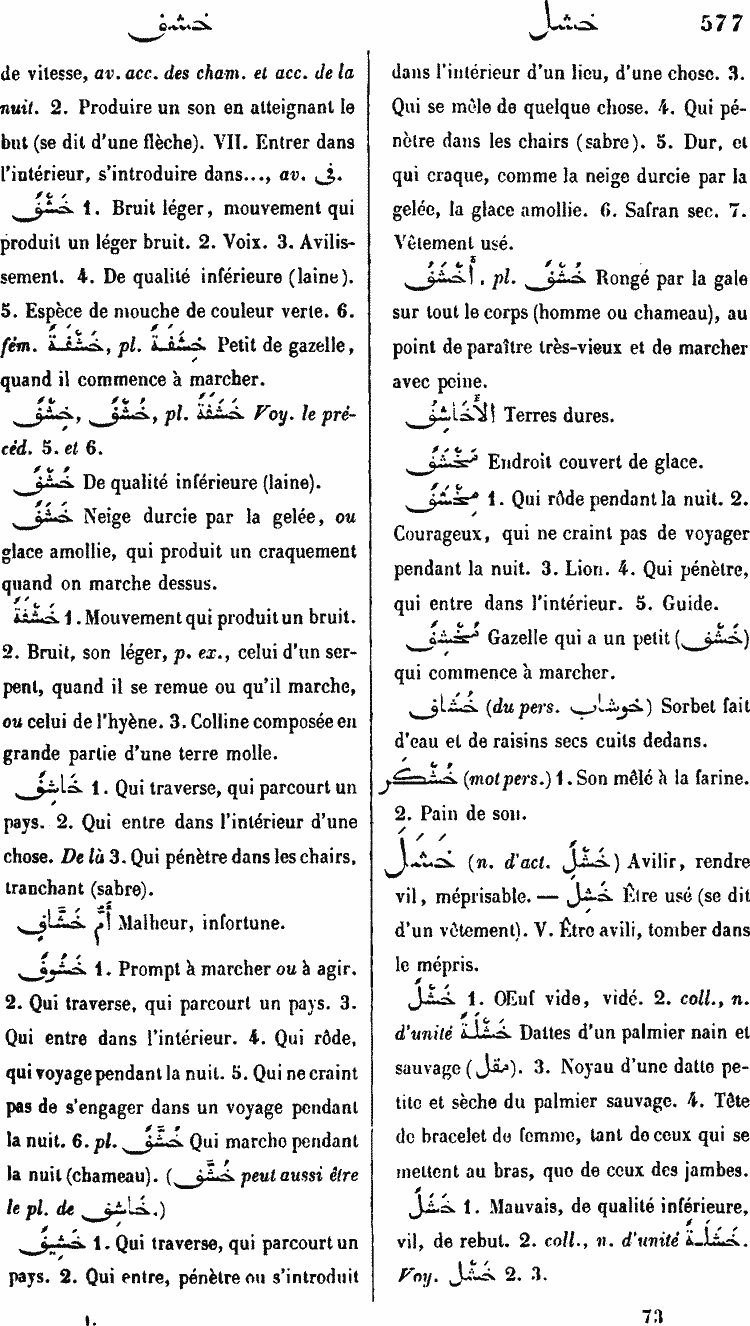 خشف
خشل
577
de vitesse, av. acc. des cham. et acc. de la
nuit. 2. Produire un son en atteignant le
but (se dit d'une flèche). VII. Entrer dans
l'intérieur, s'introduire dans..., av. فى.
خَشْفٌ 1. Bruit léger, mouvement qui
produit un léger bruit. 2. Voix. 3. Avilis-
sement. 4. De qualité inférieure (laine).
5. Espèce de mouche de couleur verte. 6.
fém. خَشْفَةٌ, pl. خِشَفَةٌ Petit de gazelle,
quand il commence à marcher.
خِشْفٌ, خُشْفٌ, pl. خِشَفَةٌ Voy. le pré-
céd. 5. et 6.
خُشْفٌ De qualité inférieure (laine).
خَشَفٌ Neige durcie par la gelée, ou
glace amollie, qui produit un craquement
quand on marche dessus.
خَشْفَةٌ 1. Mouvement qui produit un bruit.
2. Bruit, son léger, p. ex., celui d'un ser-
pent, quand il se remue ou qu'il marche,
ou celui de l'hyène. 3. Colline composée en
grande partie d'une terre molle.
خَاشِفٌ 1. Qui traverse, qui parcourt un
pays. 2. Qui entre dans l'intérieur d'une
chose. De là 3. Qui pénètre dans les chairs,
tranchant (sabre).
أُمُّ خَشَّافٍ Malheur, infortune.
خَشُوفٌ 1. Prompt à marcher ou à agir.
2. Qui traverse, qui parcourt un pays. 3.
Qui entre dans l'intérieur. 4. Qui rôde,
qui voyage pendant la nuit. 5. Qui ne craint
pas de s'engager dans un voyage pendant
la nuit. 6. pl. خُشَّفٌ Qui marche pendant
la nuit (chameau). (خُشَّفٌ peut aussi être
le pl. de خاشف.)
خَشِيفٌ 1. Qui traverse, qui parcourt un
pays. 2. Qui entre, pénètre ou s'introduit
dans l'intérieur d'un lieu, d'une chose. 3.
Qui se mêle de quelque chose. 4. Qui pé-
nètre dans les chairs (sabre). 5. Dur, et
qui craque, comme la neige durcie par la
gelée, la glace amollie. 6. Safran sec. 7.
Vêtement usé.
أَخْشَفُ, pl. خُشْفٌ Rongé par la gale
sur tout le corps (homme ou chameau), au
point de paraître très-vieux et de marcher
avec peine.
الأَخَاشِفُ Terres dures.
مَخْشَفٌ Endroit couvert de glace.
مِخْشَفٌ 1. Qui rôde pendant la nuit. 2.
Courageux, qui ne craint pas de voyager
pendant la nuit. 3. Lion. 4. Qui pénètre,
qui entre dans l'intérieur. 5. Guide.
مُخْشِفٌ Gazelle qui a un petit (خَشْف)
qui commence à marcher.
خُشَاف (du pers. خوشاب) Sorbet fait
d'eau et de raisins secs cuits dedans.
خُشْكَر (mot pers.) 1. Son mêlé à la farine.
2. Pain de son.
خَشَلَ (n. d'act. خَشْلٌ) Avilir, rendre
vil, méprisable. — خَشِلَ Être usé (se dit
d'un vêtement). V. Être avili, tomber dans
le mépris.
خَشْلٌ 1. Œuf vide, vidé. 2. coll., n.
d'unité خَشْلَةٌ Dattes d'un palmier nain et
sauvage (مقل). 3. Noyau d'une datte pe-
tite et sèche du palmier sauvage. 4. Tête
de bracelet de femme, tant de ceux qui se
mettent au bras, que de ceux des jambes.
خَشَلٌ 1. Mauvais, de qualité inférieure,
vil, de rebut. 2. coll., n. d'unité خَشَلَةٌ.
Voy. خَشْل 2. 3.
I.
73